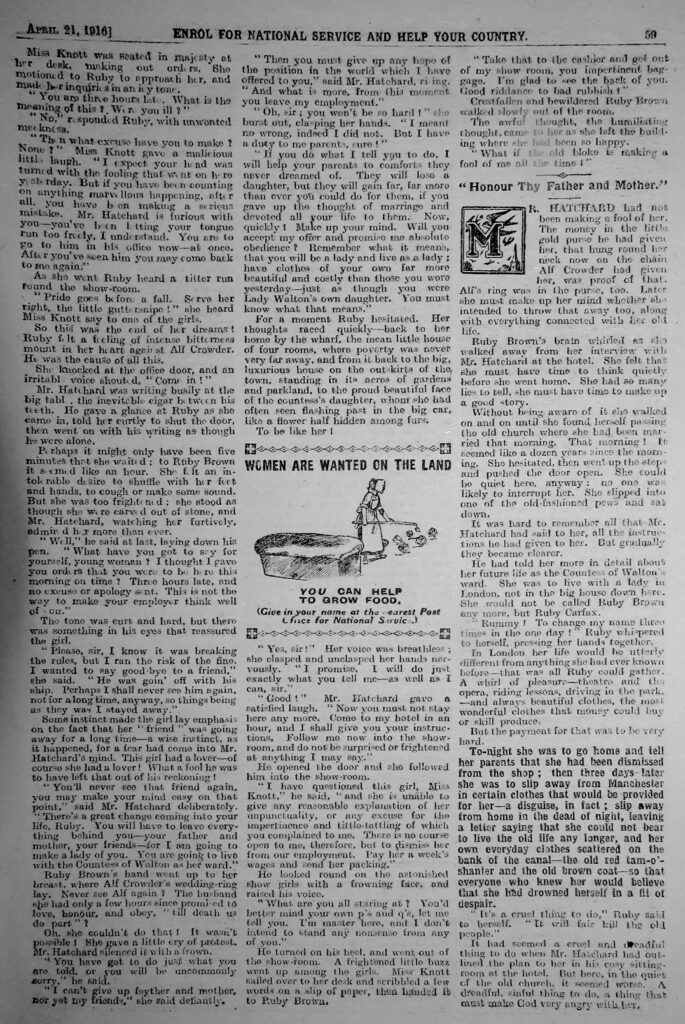 APRIL 21, 1916]
ENROL FOR NATIONAL SERVICE AND HELP YOUR COUNTRY.
59
Miss Knott was seated in majesty at
her desk, making out orders. She
motioned to Ruby to approach her, and
made her inquiries in an icy tone.
"You are three hours late. What is the
meaning of this? Were you ill?"
"No," responded Ruby, with unwonted
meekness.
"Then what excuse have you to make?
None?" Miss Knott gave a malicious
little laugh. "I expect your head was
turned with the fooling that went on here
yesterday. But if you have been counting
on anything marvellous happening, after
all, you have been making a serious
mistake. Mr. Hatchard is furious with
you—you've been letting your tongue
run too freely, I understand. You are to
go to him in his office now—at once.
After you've seen him you may come back
to me again."
As she went Ruby heard a titter run
round the show-room.
"Pride goes before a fall. Serve her
right, the little guttersnipe!" she heard
Miss Knott say to one of the girls.
So this was the end of her dreams!
Ruby felt a feeling of intense bitterness
mount in her heart against Alf Crowder.
He was the cause of all this.
She knocked at the office door, and an
irritable voice shouted, "Come in!"
Mr. Hatchard was writing busily at the
big table, the inevitable cigar between his
teeth. He gave a glance at Ruby as she
came in, told her curtly to shut the door,
then went on with his writing as though
he were alone.
Perhaps it might only have been five
minutes that she waited; to Ruby Brown
it seemed like an hour. She felt an in-
tolerable desire to shuffle with her feet
and hands, to cough or make some sound.
But she was too frightened; she stood as
though she were carved out of stone, and
Mr. Hatchard, watching her furtively,
admired her more than ever.
"Well," he said at last, laying down his
pen. "What have you got to say for
yourself, young woman? I thought I gave
you orders that you were to be here this
morning on time? Three hours late, and
no excuse or apology sent. This is not the
way to make your employer think well
of you."
The tone was curt and hard, but there
was something in his eyes that reassured
the girl.
"Please, sir, I know it was breaking
the rules, but I ran the risk of the fine.
I wanted to say good-bye to a friend,"
she said. "He was goin' off with his
ship. Perhaps I shall never see him again,
not for along time, anyway, so things being
as they was I stayed away."
Some instinct made the girl lay emphasis
on the fact that her "friend" was going
away for a long time—a wise instinct, as
it happened, for a fear had come into Mr.
Hatchard's mind. This girl had a lover—of
course she had a lover! What a fool he was
to have left that out of his reckoning!
"You'll never see that friend again,
you may make your mind easy on that
point," said Mr. Hatchard deliberately.
"There's a great change coming into your
life, Ruby. You will have to leave every-
thing behind you—your father and
mother, your friends—for I am going to
make a lady of you. You are going to live
with the Countess of Walton as her ward."
Ruby Brown's hand went up to her
breast, where Alf Crowder's wedding-ring
lay. Never see Alf again? The husband
she had only a few hours since promised to
love, honour, and obey, "till death us
do part"?
Oh, she couldn't do that! It wasn't
possible! She gave a little cry of protest.
Mr. Hatchard silenced it with a frown.
"You have got to do just what you
are told, or you will be uncommonly
sorry," he said.
"I can't give up feyther and mother,
nor yet my friends," she said defiantly.
"Then you must give up any hope of
the position in the world which I have
offered to you," said Mr. Hatchard, rising.
"And what is more, from this moment
you leave my employment."
"Oh, sir; you won't be so hard!" she
burst out, clasping her hands. "I meant
no wrong, indeed I did not. But I have
a duty to me parents, sure!"
"If you do what I tell you to do, I
will help your parents to comforts they
never dreamed of. They will lose a
daughter, but they will gain far, far more
than ever you could do for them, if you
gave up the thought of marriage and
devoted all your life to them. Now,
quickly! Make up your mind. Will you
accept my offer and promise me absolute
obedience? Remember what it means,
that you will be a lady and live as a lady;
have clothes of your own far more
beautiful and costly than those you wore
yesterday—just as though you were
Lady Walton's own daughter. You must
know what that means."
For a moment Ruby hesitated. Her
thoughts raced quickly—back to her
home by the wharf, the mean little house
of four rooms, where poverty was never
very far away, and from it back to the big,
luxurious house on the outskirts of the
town, standing in its acres of gardens
and parkland, to the proud beautiful face
of the countess's daughter, whom she had
often seen flashing past in the big car,
like a flower half hidden among furs.
To be like her!
WOMEN ARE WANTED ON THE LAND
YOU CAN HELP
TO GROW FOOD.
(Give in your name at the nearest Post
Office for National Service.)
"Yes, sir!" Her voice was breathless;
she clasped and unclasped her hands ner-
vously. "I promise, I will do just
exactly what you tell me—as well as I
can, sir."
"Good!" Mr. Hatchard gave a
satisfied laugh. "Now you must not stay
here any more. Come to my hotel in an
hour, and I shall give you your instruc-
tions. Follow me now into the show-
room, and do not be surprised or frightened
at anything I may say."
He opened the door and she followed
him into the show-room.
"I have questioned this girl, Miss
Knott," he said, "and she is unable to
give any reasonable explanation of her
unpunctuality, or any excuse for the
impertinence and tittle-tattling of which
you complained to me. There is no course
open to me, therefore, but to dismiss her
from our employment. Pay her a week's
wages and send her packing."
He looked round on the astonished
show girls with a frowning face, and
raised his voice.
"What are you all staring at? You'd
better mind your own p's and q's, let me
tell you. I'm master here, and I don't
intend to stand any nonsense from any
of you."
He turned on his heel, and went out of
the show-room. A frightened little buzz
went up among the girls. Miss Knott
sailed over to her desk and scribbled a few
words on a slip of paper, then handed it
to Ruby Brown.
"Take that to the cashier and get out
of my show room, you impertinent bag-
gage. I'm glad to see the back of you.
Good riddance to bad rubbish!"
Crestfallen and bewildered Ruby Brown
walked slowly out of the room.
The awful thought, the humiliating
thought, came to her as she left the build-
ing where she had been so happy.
"What if the old bloke is making a
fool of me all the time!"
"Honour Thy Father and Mother."
MR. HATCHARD had not
been making a fool of her.
The money in the little
gold purse he had given
her, that hung round her
neck now on the chain
Alf Crowder had given
her, was proof of that.
Alf's ring was in the purse, too. Later
she must make up her mind whether she
intended to throw that away too, along
with everything connected with her old
life.
Ruby Brown's brain whirled as she
walked away from her interview with
Mr. Hatchard at the hotel. She felt that
she must have time to think quietly
before she went home. She had so many
lies to tell, she must have time to make up
a good story.
Without being aware of it she walked
on and on until she found herself passing
the old church where she had been mar-
ried that morning. That morning! It
seemed like a dozen years since the morn-
ing. She hesitated, then went up the steps
and pushed the door open. She could
be quiet here, anyway; no one was
likely to interrupt her. She slipped into
one of the old-fashioned pews and sat
down.
It was hard to remember all that Mr.
Hatchard had said to her, all the instruc-
tions he had given to her. But gradually
they became clearer.
He had told her more in detail about
her future life as the Countess of Walton's
ward. She was to live with a lady in
London, not in the big house down here.
She would not be called Ruby Brown
any more, but Ruby Carfax.
"Rummy! To change my name three
times in the one day!" Ruby whispered
to herself, pressing her hands together.
In London her life would be utterly
different from anything she had ever known
before—that was all Ruby could gather.
A whirl of pleasure—theatre and the
opera, riding lessons, driving in the park,
—and always beautiful clothes, the most
wonderful clothes that money could buy
or skill produce.
But the payment for that was to be very
hard.
To-night she was to go home and tell
her parents that she had been dismissed
from the shop; then three days later
she was to slip away from Manchester
in certain clothes that would be provided
for her—a disguise, in fact; slip away
from home in the dead of night, leaving
a letter saying that she could not bear
to live the old life any longer, and her
own everyday clothes scattered on the
bank of the canal—the old red tam-o'-
shanter and the old brown coat—so that
everyone who knew her would believe
that she had drowned herself in a fit of
despair.
"It's a cruel thing to do," Ruby said
to herself. "It will fair kill the old
people."
It had seemed a cruel and dreadful
thing to do when Mr. Hatchard had out-
lined the plan to her in his cosy sitting-
room at the hotel. But here, in the quiet
of the old church, it seemed worse. A
dreadful, sinful thing to do, a thing that
must make God very angry with her.